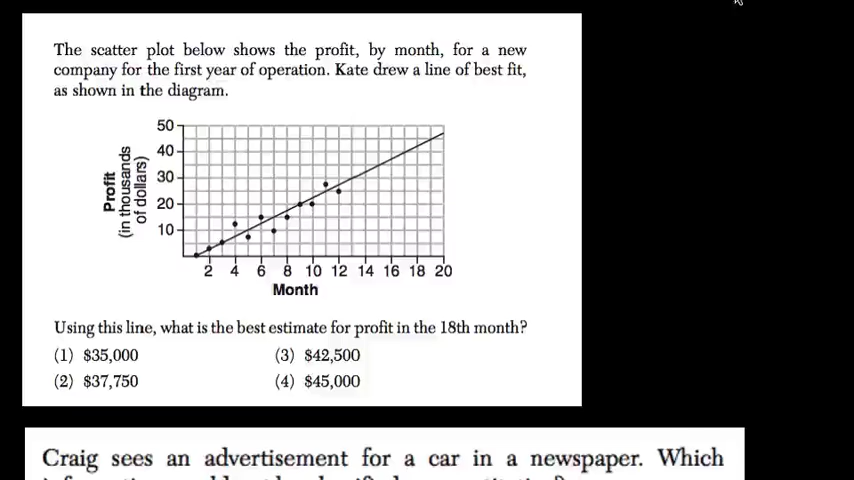 The scatter plot below shows the profit, by month, for a new
company for the first year of operation. Kate drew a line of best fit,
as shown in the diagram.
50
40
30
20
10
Profit
(in thousands
of dollars)
2 4 6 8 10 12 14 16 18 20
Month
Using this line, what is the best estimate for profit in the 18th month?
(1) $35,000 (3) $42,500
(2) $37,750 (4) $45,000
Craig sees an advertisement for a car in a newspaper. Which